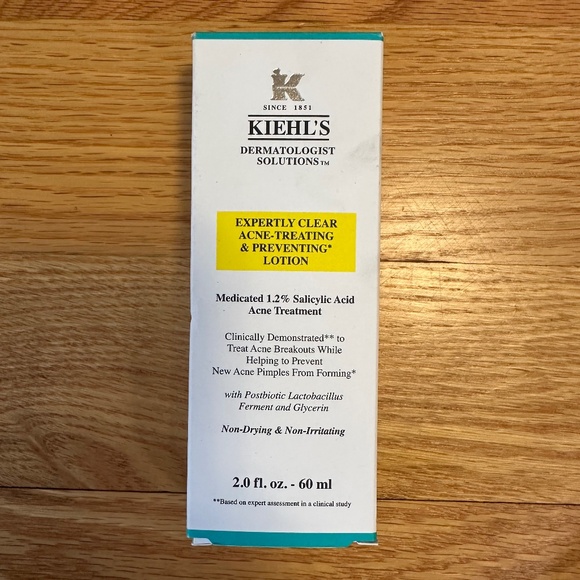 K
SINCE 1851
KIEHL'S
DERMATOLOGIST
SOLUTIONS™
EXPERTLY CLEAR
ACNE-TREATING
& PREVENTING*
LOTION
Medicated 1.2% Salicylic Acid
Acne Treatment
Clinically Demonstrated** to
Treat Acne Breakouts While
Helping to Prevent
New Acne Pimples From Forming*
with Postbiotic Lactobacillus
Ferment and Glycerin
Non-Drying & Non-Irritating
2.0 fl. oz. - 60 ml
**Based on expert assessment in a clinical study